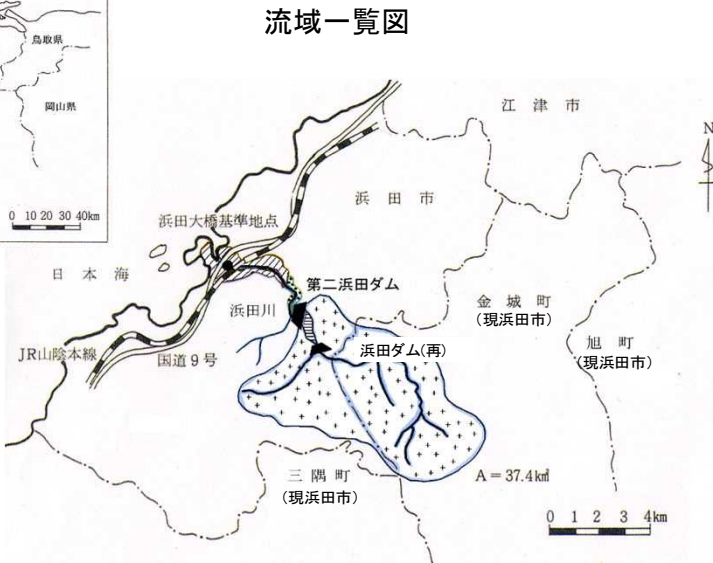 流域一覧図
鳥取県
岡山県
0 10 20 30 40km
N
江津市
浜田市
浜田大橋基準地点
日本海
第二浜田ダム
浜田川
金城町
(現浜田市)
旭町
(現浜田市)
JR山陰本線
国道9号
浜田ダム(再)
三隅町
(現浜田市)
A=37.4km²
0 1 2 3 4km